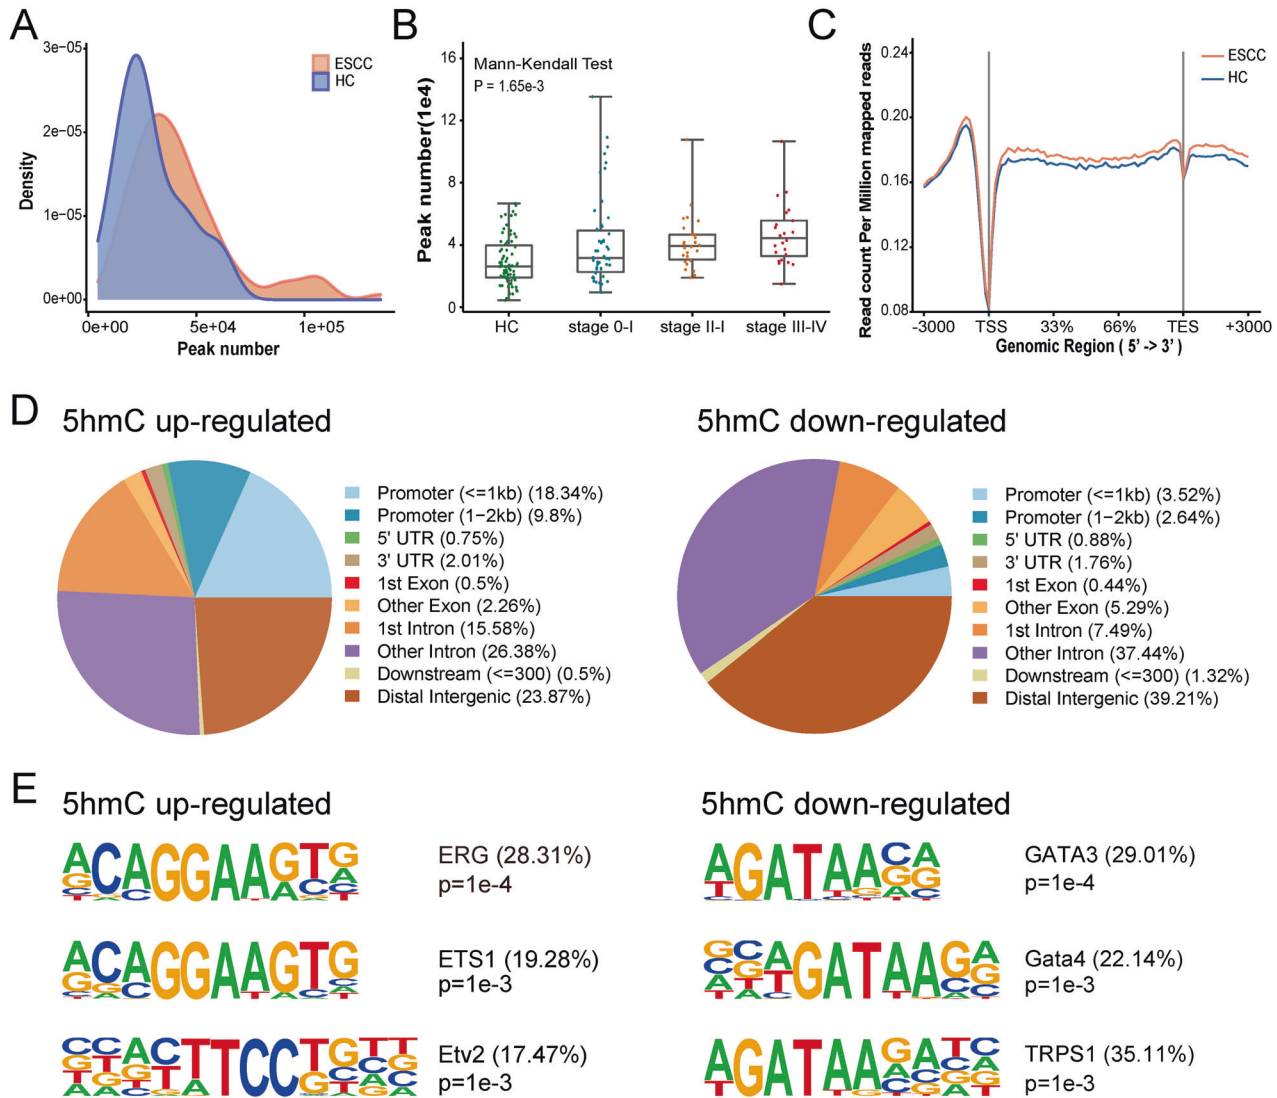 A
3e−05
2e−05
1e−05
0e+00
Density
0e+00
5e+04
1e+05
Peak number
ESCC
HC
B
Mann-Kendall Test
P = 1.65e-3
16
12
8
4
0
Peak number(1e4)
HC
stage 0-I
stage II-I
stage III-IV
C
0.24
0.20
0.16
0.12
0.08
Read count Per Million mapped reads
-3000
TSS
33%
66%
TES
+3000
Genomic Region ( 5’ -> 3’ )
ESCC
HC
D
5hmC up-regulated
Promoter (<=1kb) (18.34%)
Promoter (1−2kb) (9.8%)
5' UTR (0.75%)
3' UTR (2.01%)
1st Exon (0.5%)
Other Exon (2.26%)
1st Intron (15.58%)
Other Intron (26.38%)
Downstream (<=300) (0.5%)
Distal Intergenic (23.87%)
5hmC down-regulated
Promoter (<=1kb) (3.52%)
Promoter (1−2kb) (2.64%)
5' UTR (0.88%)
3' UTR (1.76%)
1st Exon (0.44%)
Other Exon (5.29%)
1st Intron (7.49%)
Other Intron (37.44%)
Downstream (<=300) (1.32%)
Distal Intergenic (39.21%)
E
5hmC up-regulated
ACAGGAAGTG
ERG (28.31%)
p=1e-4
ACAGGAAGTG
ETS1 (19.28%)
p=1e-3
CCACTTCCTGTT
Etv2 (17.47%)
p=1e-3
5hmC down-regulated
AGATAACA
GATA3 (29.01%)
p=1e-4
GCAGATAAGA
Gata4 (22.14%)
p=1e-3
AGATAAGATC
TRPS1 (35.11%)
p=1e-3